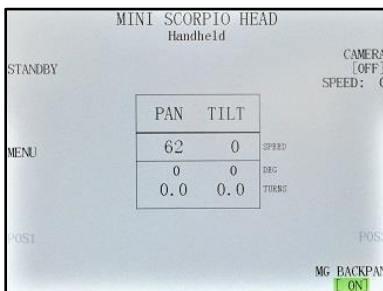 MINI SCORPIO HEAD
Handheld
STANDBY
CAMERA
[OFF]
SPEED:
PAN TILT
MENU
62 0 SPEED
0 0 DEG
0.0 0.0 TURNS
POS1
MG BACKPAN
[ ON]